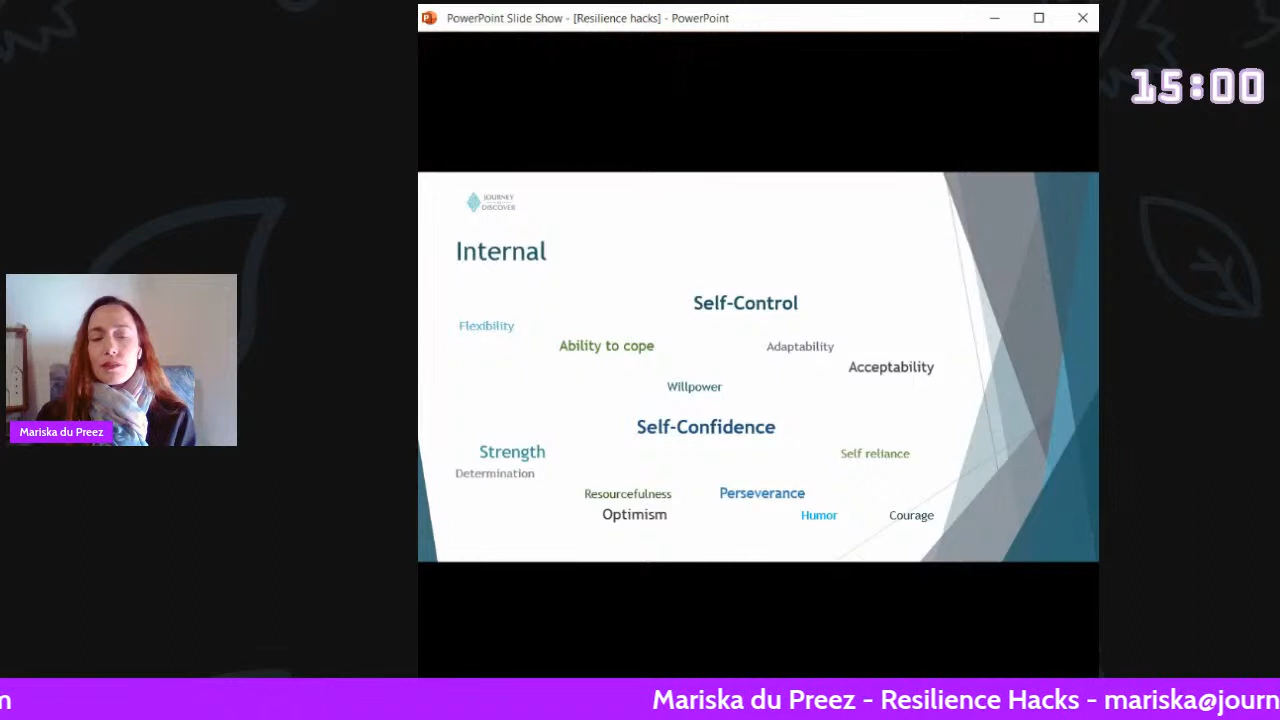 PowerPoint Slide Show - [Resilience hacks] - PowerPoint
15:00
JOURNEY
DISCOVER
Internal
Self-Control
Flexibility
Ability to cope
Adaptability
Acceptability
Willpower
Self-Confidence
Strength
Self reliance
Determination
Resourcefulness
Perseverance
Optimism
Humor
Courage
Mariska du Preez
m
Mariska du Preez - Resilience Hacks - mariska@journ